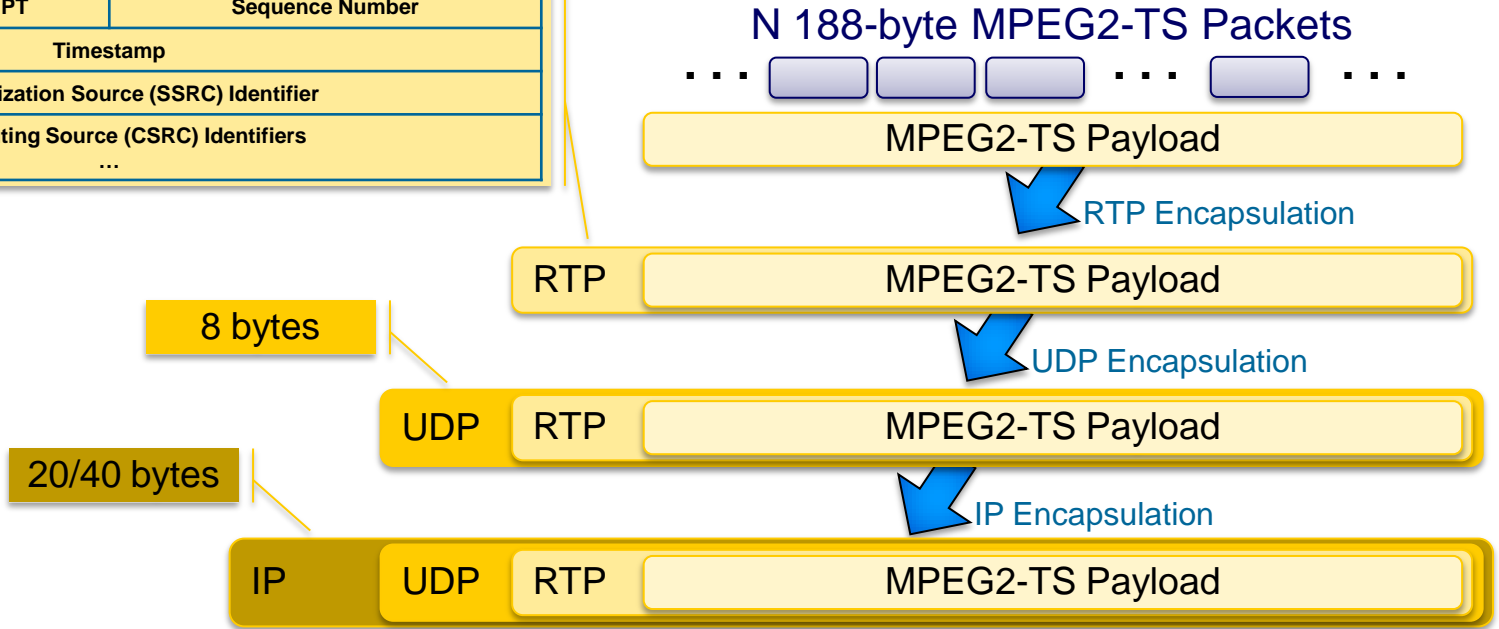 PT Sequence Number
Timestamp
ization Source (SSRC) Identifier
ting Source (CSRC) Identifiers
…
N 188-byte MPEG2-TS Packets
. . . . . . . . .
MPEG2-TS Payload
RTP Encapsulation
RTP MPEG2-TS Payload
8 bytes
UDP Encapsulation
UDP RTP MPEG2-TS Payload
20/40 bytes
IP Encapsulation
IP UDP RTP MPEG2-TS Payload